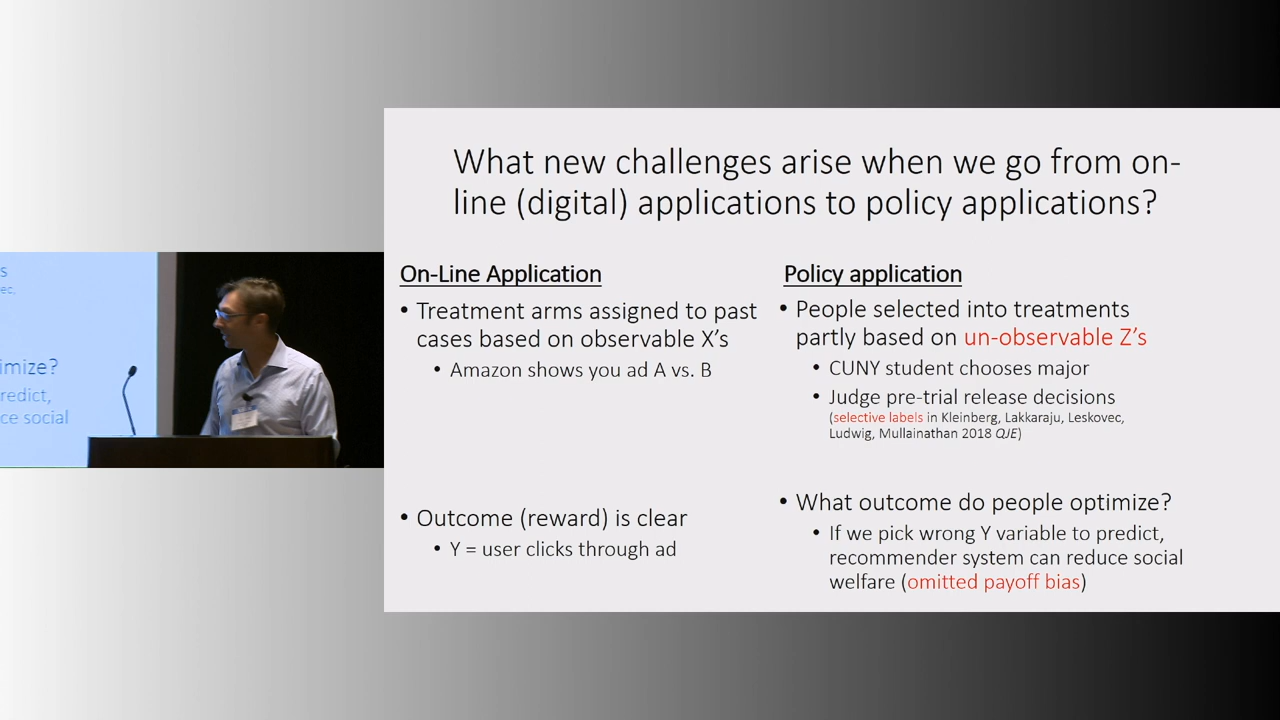 What new challenges arise when we go from on-
line (digital) applications to policy applications?
On-Line Application
• Treatment arms assigned to past
cases based on observable X’s
• Amazon shows you ad A vs. B
• Outcome (reward) is clear
• Y = user clicks through ad
Policy application
• People selected into treatments
partly based on un-observable Z’s
• CUNY student chooses major
• Judge pre-trial release decisions
(selective labels in Kleinberg, Lakkaraju, Leskovec,
Ludwig, Mullainathan 2018 QJE)
• What outcome do people optimize?
• If we pick wrong Y variable to predict,
recommender system can reduce social
welfare (omitted payoff bias)
s
ec,
imize?
redict,
ce social